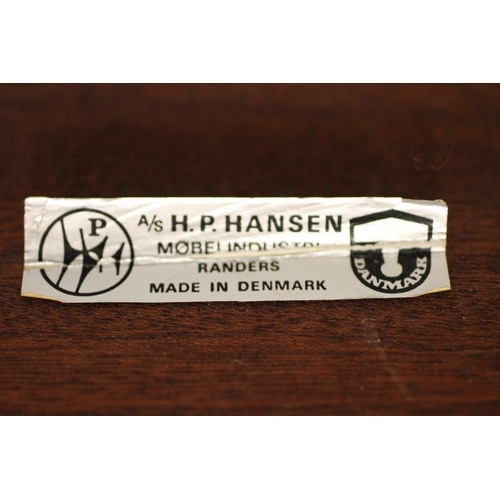 P
A/S H.P. HANSEN
MØBELINDUSTRI
RANDERS
MADE IN DENMARK
DANMARK